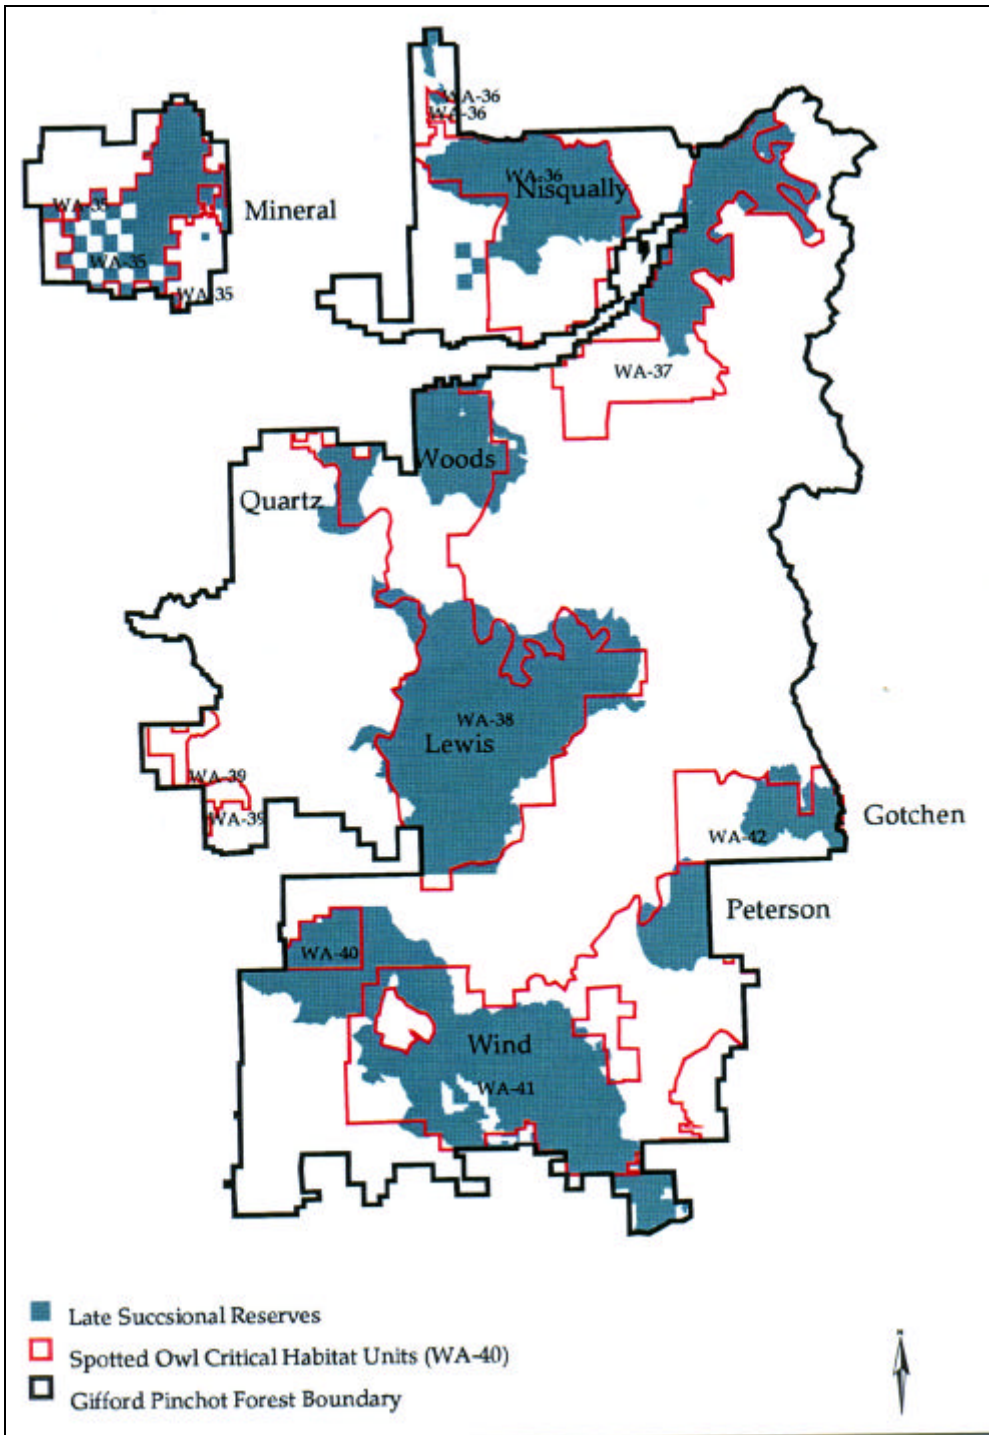 WA-36
WA-36
WA-36
Nisqually
WA-35
Mineral
WA-35
WA-35
WA-37
Woods
Quartz
WA-38
Lewis
WA-39
WA-39
Gotchen
WA-42
Peterson
WA-40
Wind
WA-41
Late Succsional Reserves
Spotted Owl Critical Habitat Units (WA-40)
Gifford Pinchot Forest Boundary